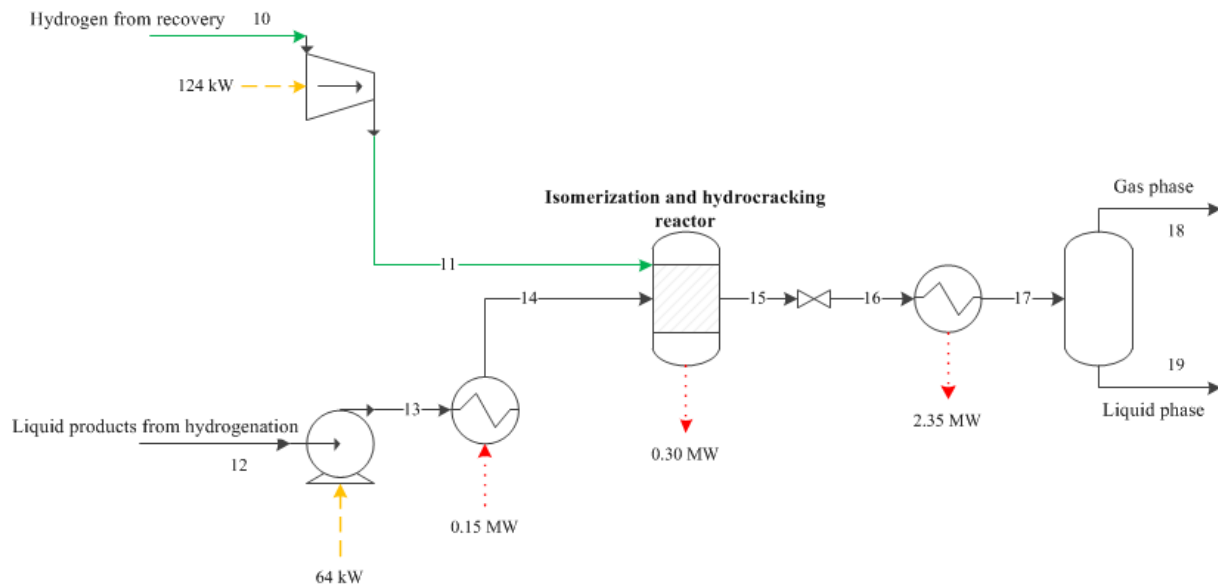 Hydrogen from recovery
10
124 kW
Isomerization and hydrocracking
reactor
Gas phase
18
11
14
15
16
17
13
19
Liquid phase
Liquid products from hydrogenation
12
0.30 MW
2.35 MW
0.15 MW
64 kW